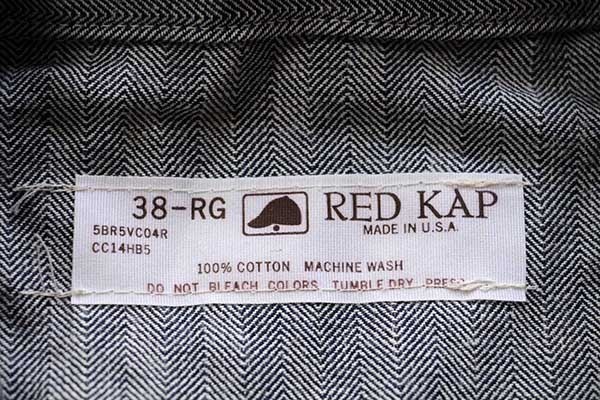 38-RG RED KAP
MADE IN U.S.A.
5BR5VC04R
CC14HB5
100% COTTON MACHINE WASH
DO NOT BLEACH COLORS TUMBLE DRY PRESS